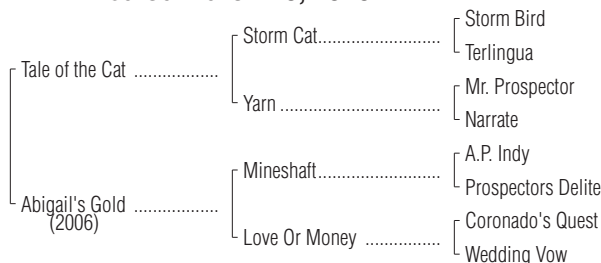 Storm Bird
Storm Cat..............................
Terlingua
Tale of the Cat .....................
Mr. Prospector
Yarn ........................................
Narrate
A.P. Indy
Mineshaft..............................
Prospectors Delite
Abigail's Gold .....................
(2006)
Coronado's Quest
Love Or Money ...................
Wedding Vow